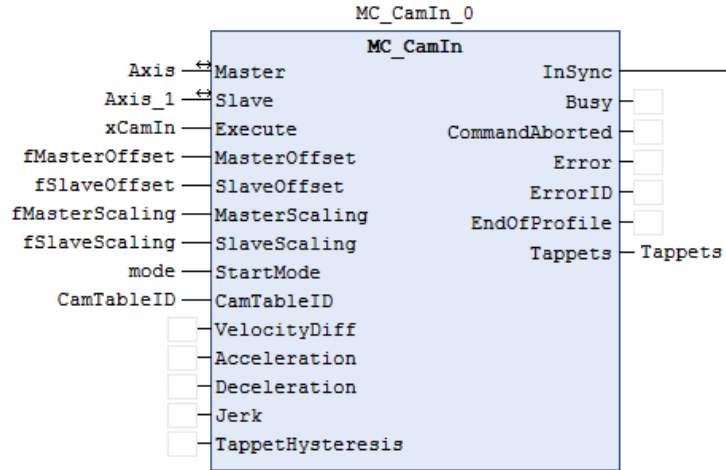 MC_CamIn_0
MC_CamIn
Axis Master InSync
Axis_1 Slave Busy
xCamIn Execute CommandAborted
fMasterOffset MasterOffset Error
fSlaveOffset SlaveOffset ErrorID
fMasterScaling MasterScaling EndOfProfile
fSlaveScaling SlaveScaling Tappets Tappets
mode StartMode
CamTableID CamTableID
VelocityDiff
Acceleration
Deceleration
Jerk
TappetHysteresis